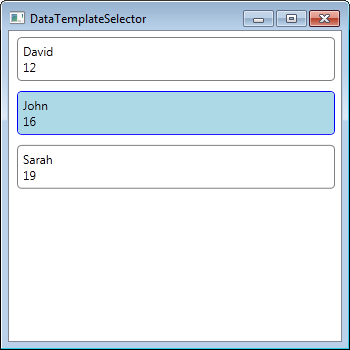 DataTemplateSelector
David
12
John
16
Sarah
19